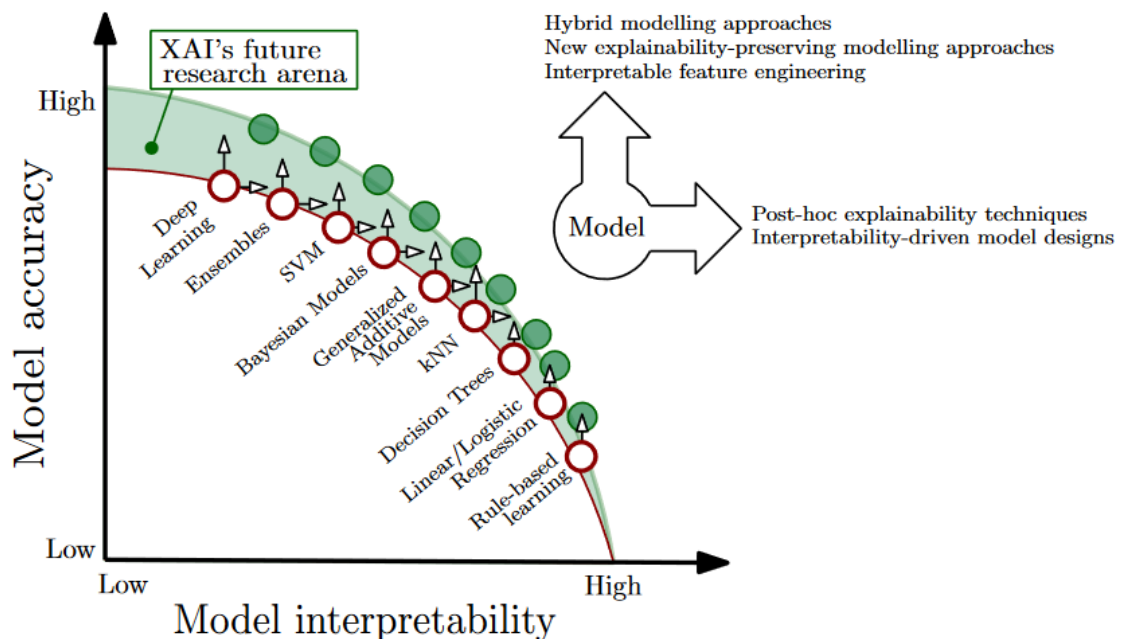 Hybrid modelling approaches
New explainability-preserving modelling approaches
Interpretable feature engineering
XAI's future
research arena
High
Deep
Learning
Ensembles
SVM
Bayesian Models
Generalized
Additive
Models
kNN
Decision Trees
Linear/Logistic
Regression
Rule-based
learning
Model
Post-hoc explainability techniques
Interpretability-driven model designs
Model accuracy
Low
Low
High
Model interpretability